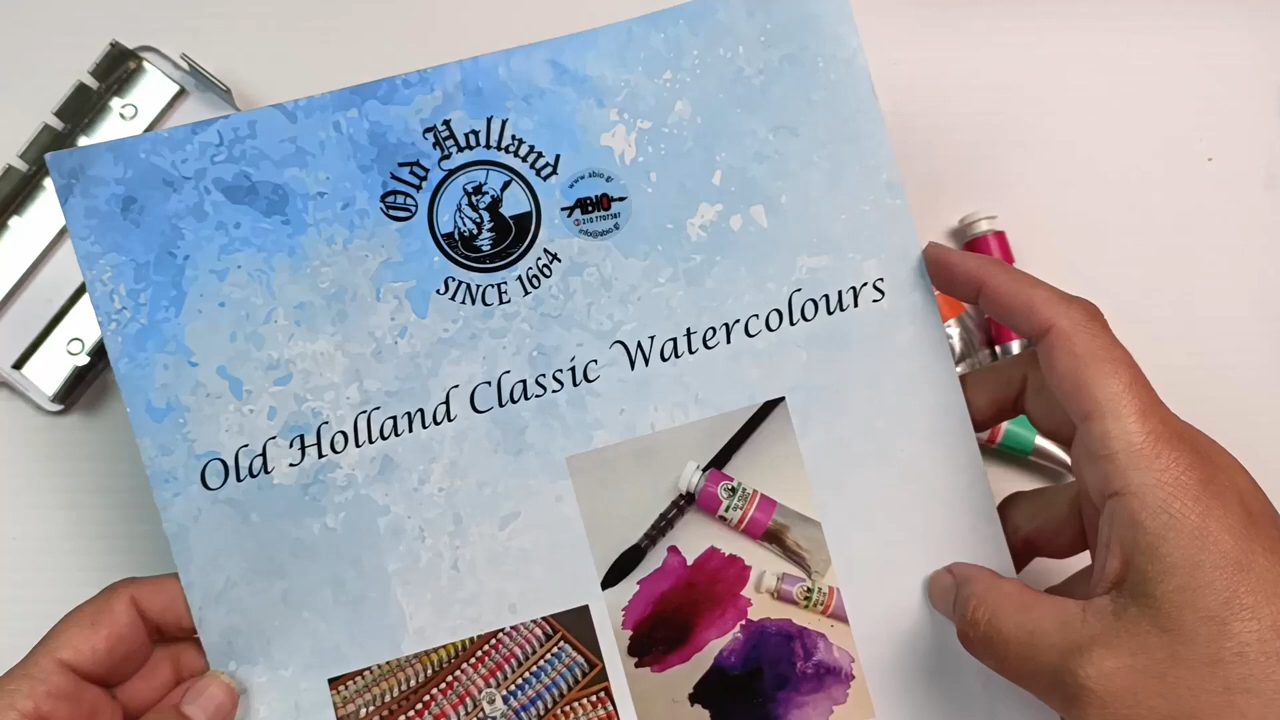 Old Holland
SINCE 1664
www.abio.gr
ABIO
210 7707587
info@abio.gr
Old Holland Classic Watercolours